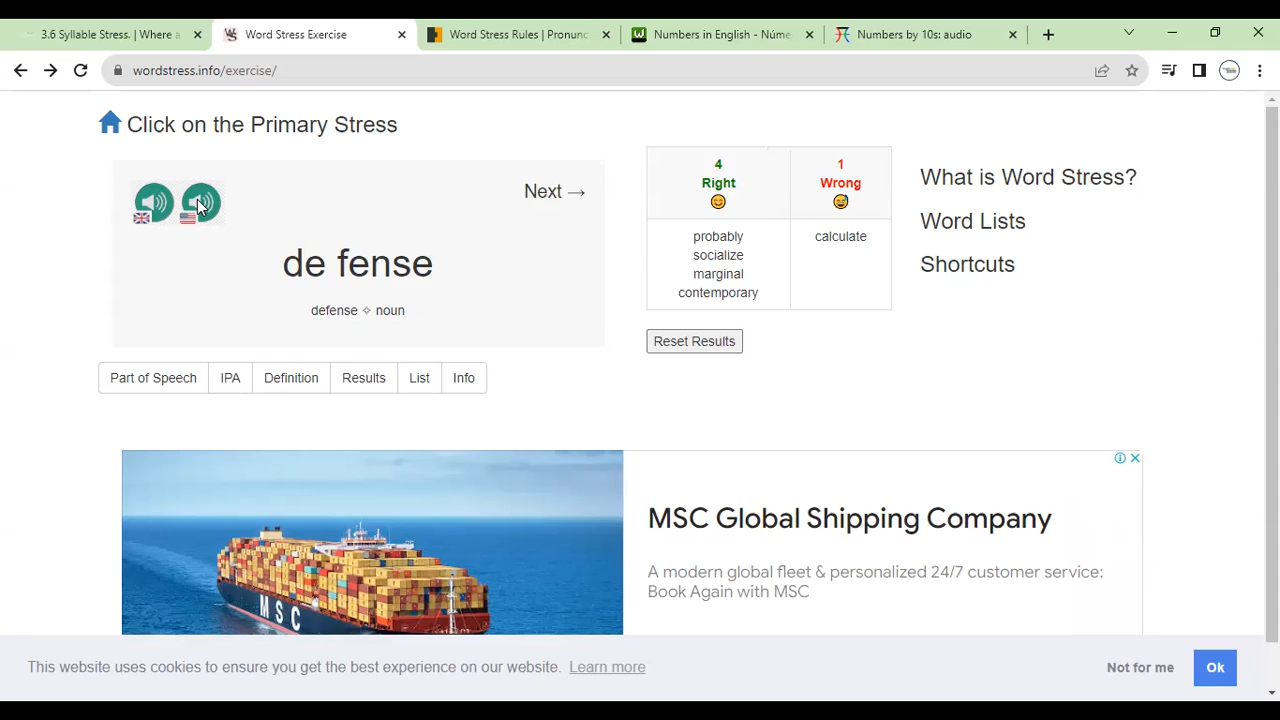 3.6 Syllable Stress. | Where a
Word Stress Exercise
Word Stress Rules | Pronunc
Numbers in English - Núme
Numbers by 10s: audio
wordstress.info/exercise/
Click on the Primary Stress
Next →
de fense
defense ✧ noun
4 Right
1 Wrong
probably
socialize
marginal
contemporary
calculate
Reset Results
What is Word Stress?
Word Lists
Shortcuts
Part of Speech
IPA
Definition
Results
List
Info
MSC
MSC Global Shipping Company
A modern global fleet & personalized 24/7 customer service:
Book Again with MSC
This website uses cookies to ensure you get the best experience on our website. Learn more
Not for me
Ok